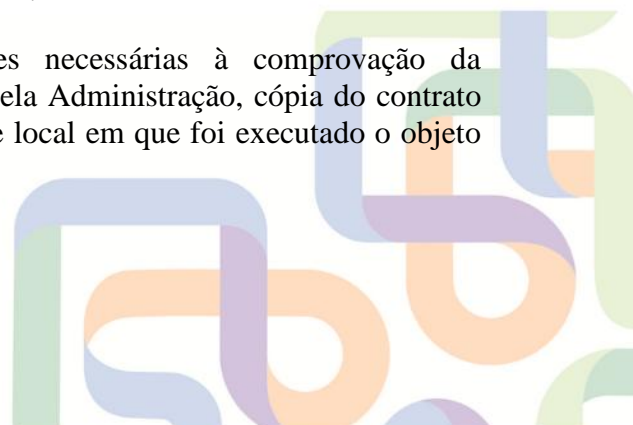 es necessárias à comprovação da
ela Administração, cópia do contrato
e local em que foi executado o objeto